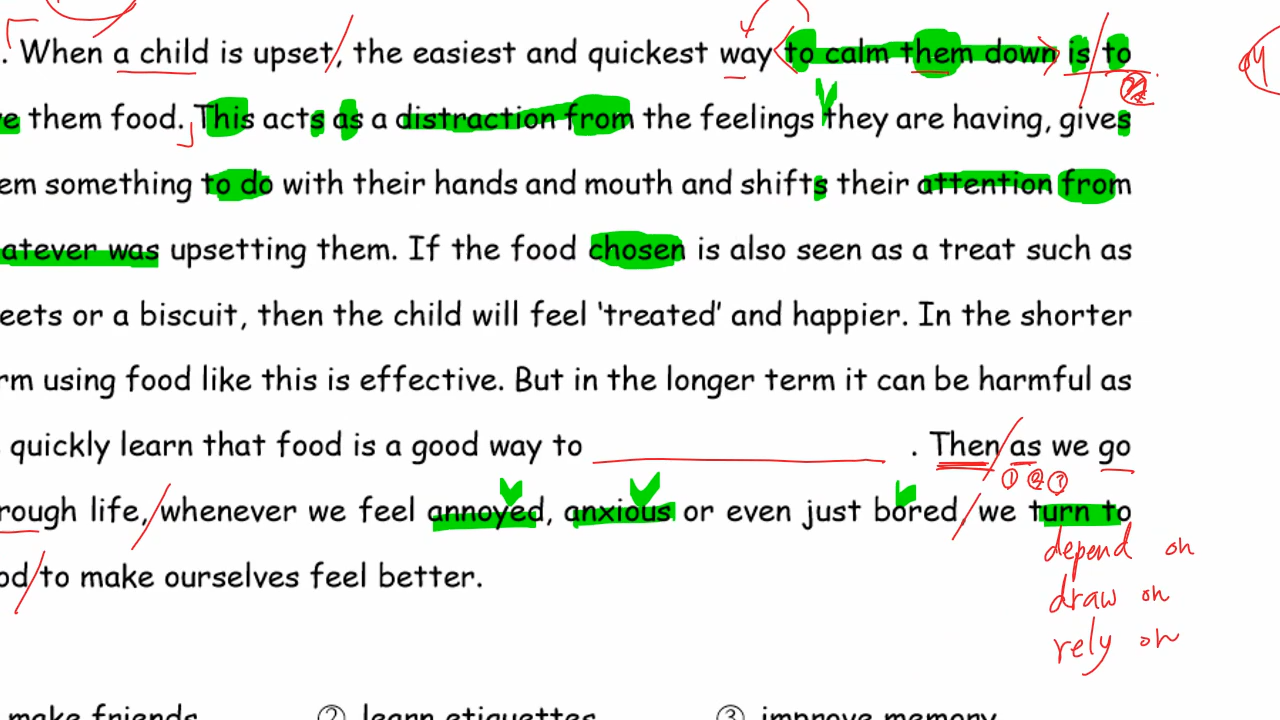 . When a child is upset, the easiest and quickest way to calm them down is to
them food. This acts as a distraction from the feelings they are having, gives
something to do with their hands and mouth and shifts their attention from
was upsetting them. If the food chosen is also seen as a treat such as
or a biscuit, then the child will feel ‘treated’ and happier. In the shorter
using food like this is effective. But in the longer term it can be harmful as
quickly learn that food is a good way to . Then as we go
① ② ③
life, whenever we feel annoyed, anxious or even just bored, we turn to
depend on
to make ourselves feel better.
draw on
rely on
make friends ② learn etiquettes ③ improve memory